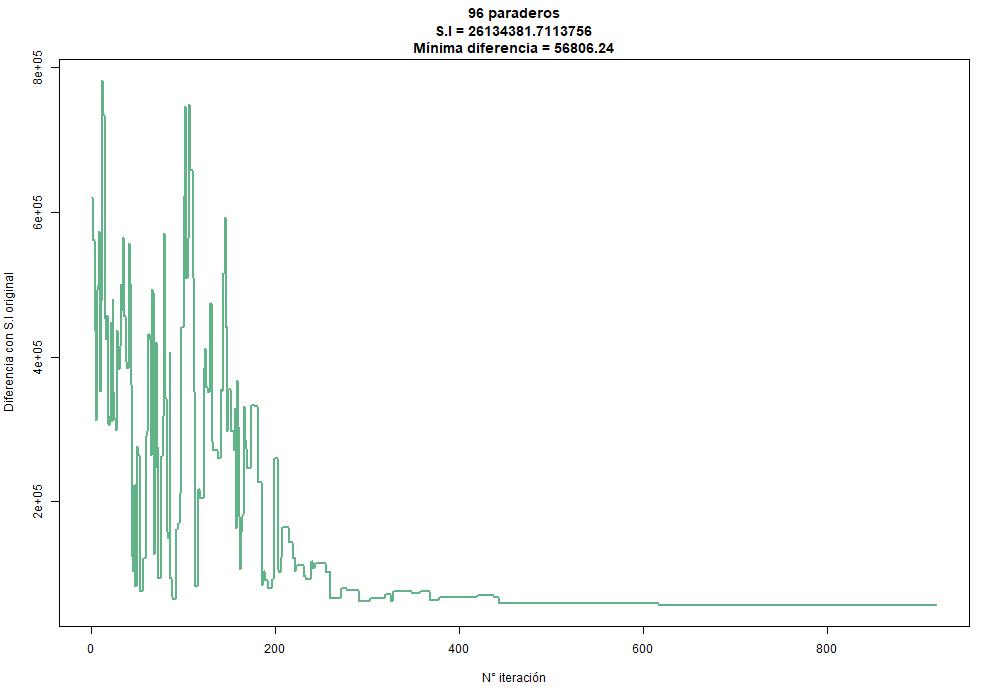 96 paraderos
S.I = 26134381.7113756
Mínima diferencia = 56806.24
Diferencia con S.I original
8e+05
6e+05
4e+05
2e+05
0
200
400
600
800
N° iteración